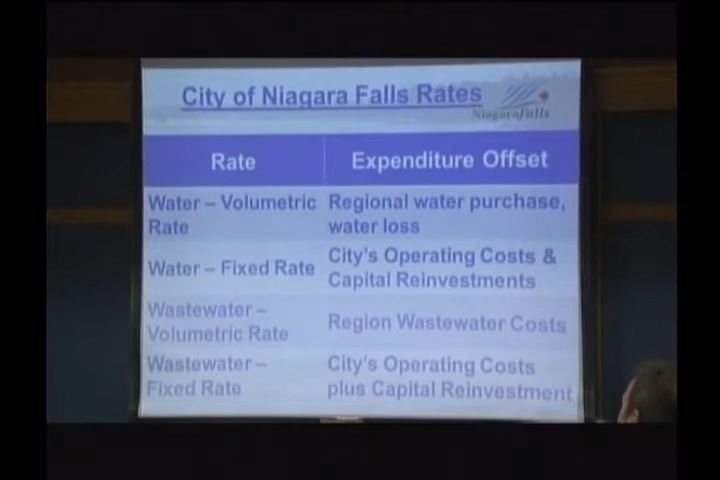 City of Niagara Falls Rates
Niagarafalls
Rate
Expenditure Offset
Water – Volumetric
Rate
Regional water purchase,
water loss
Water – Fixed Rate
City's Operating Costs &
Capital Reinvestments
Wastewater –
Volumetric Rate
Region Wastewater Costs
Wastewater –
Fixed Rate
City's Operating Costs
plus Capital Reinvestment